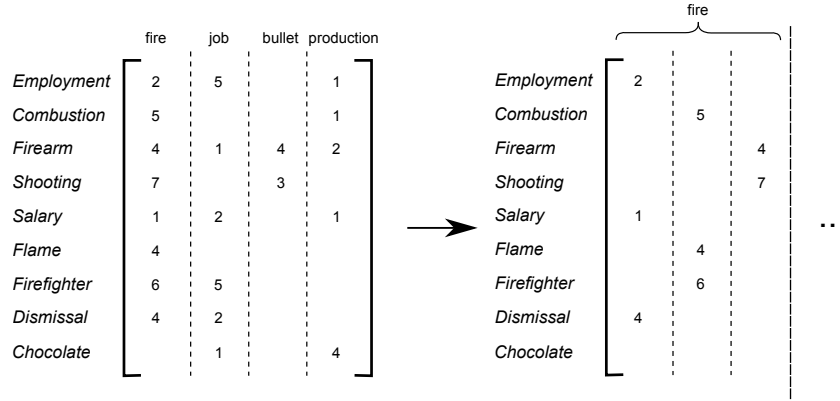 fire
fire job bullet production
Employment 2 5 1 Employment 2
Combustion 5 1 Combustion 5
Firearm 4 1 4 2 Firearm 4
Shooting 7 3 Shooting 7
Salary 1 2 1 Salary 1
Flame 4 Flame 4
Firefighter 6 5 Firefighter 6
Dismissal 4 2 Dismissal 4
Chocolate 1 4 Chocolate